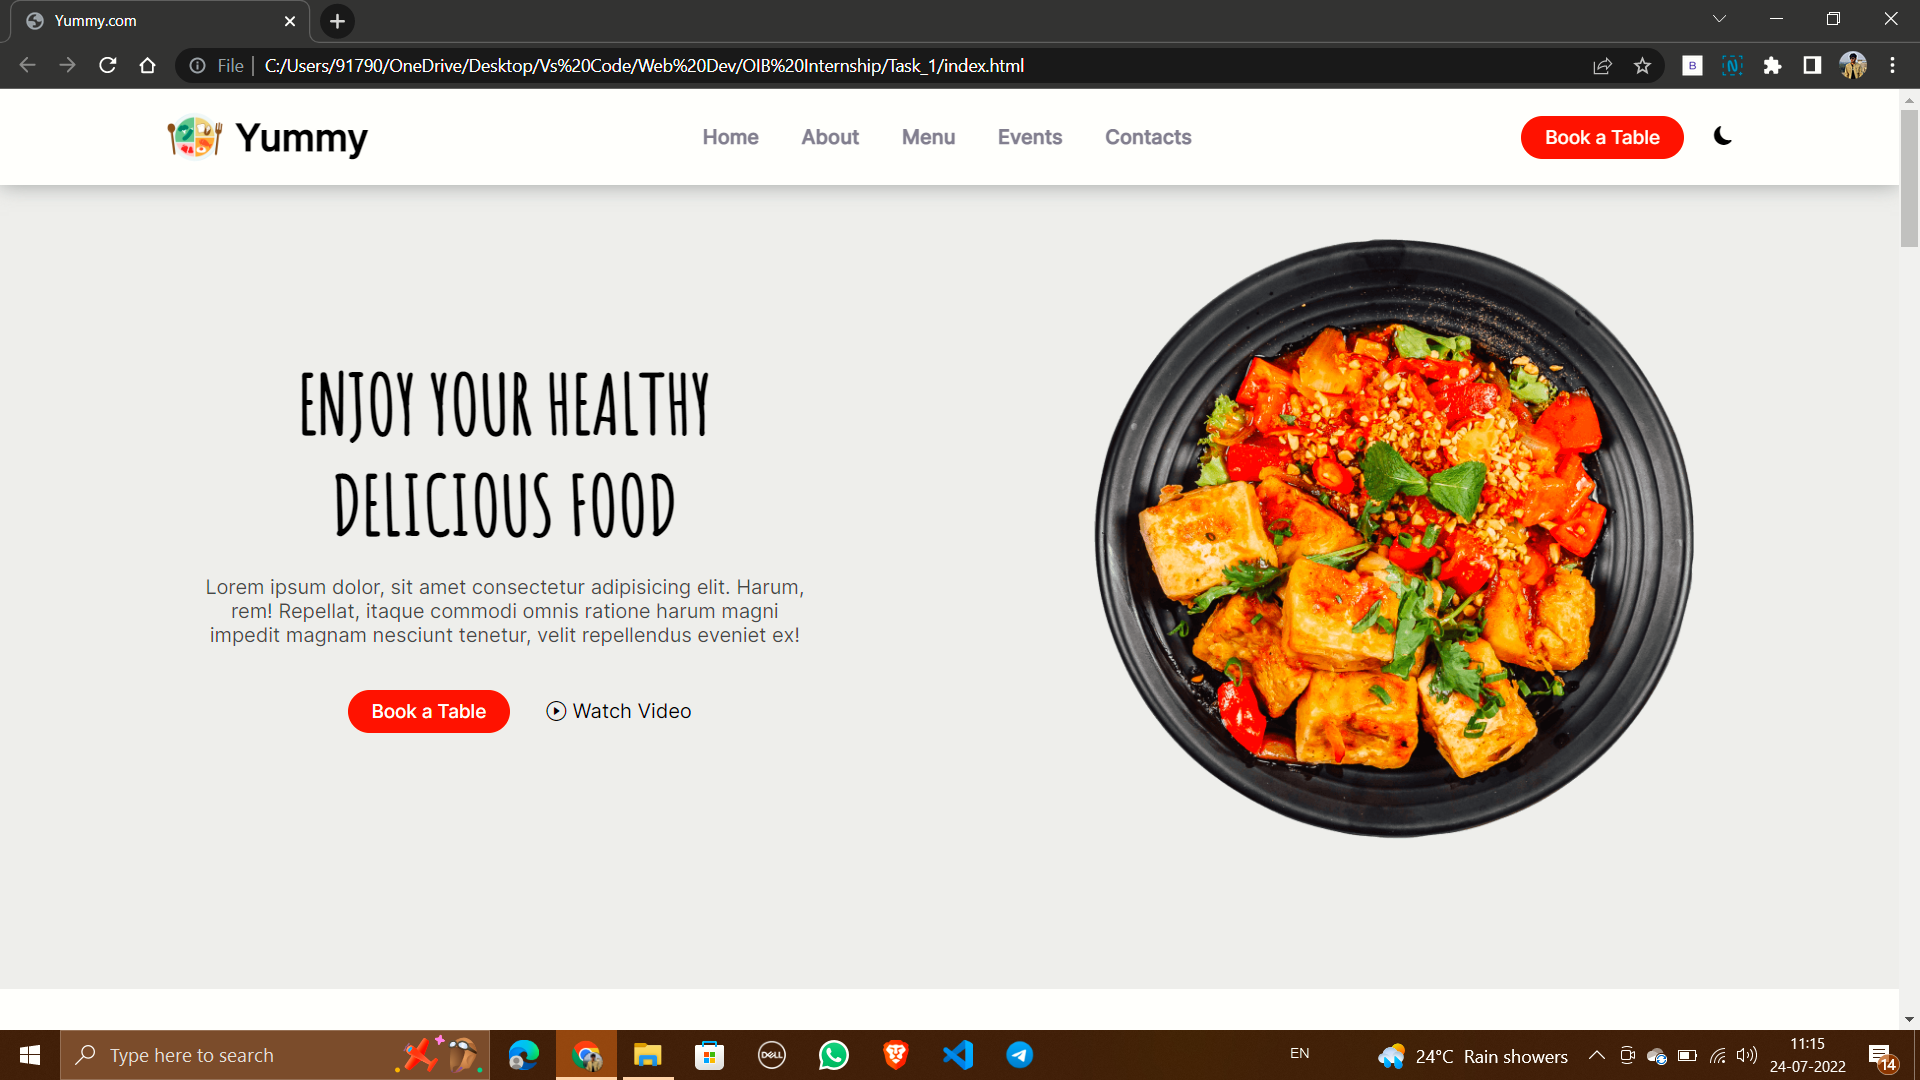 Yummy.com
File
C:/Users/91790/OneDrive/Desktop/Vs%20Code/Web%20Dev/OIB%20Internship/Task_1/index.html
B
N
Yummy
Home
About
Menu
Events
Contacts
Book a Table
ENJOY YOUR HEALTHY
DELICIOUS FOOD
Lorem ipsum dolor, sit amet consectetur adipisicing elit. Harum,
rem! Repellat, itaque commodi omnis ratione harum magni
impedit magnam nesciunt tenetur, velit repellendus eveniet ex!
Book a Table
Watch Video
Type here to search
DELL
EN
24°C Rain showers
11:15
24-07-2022
14